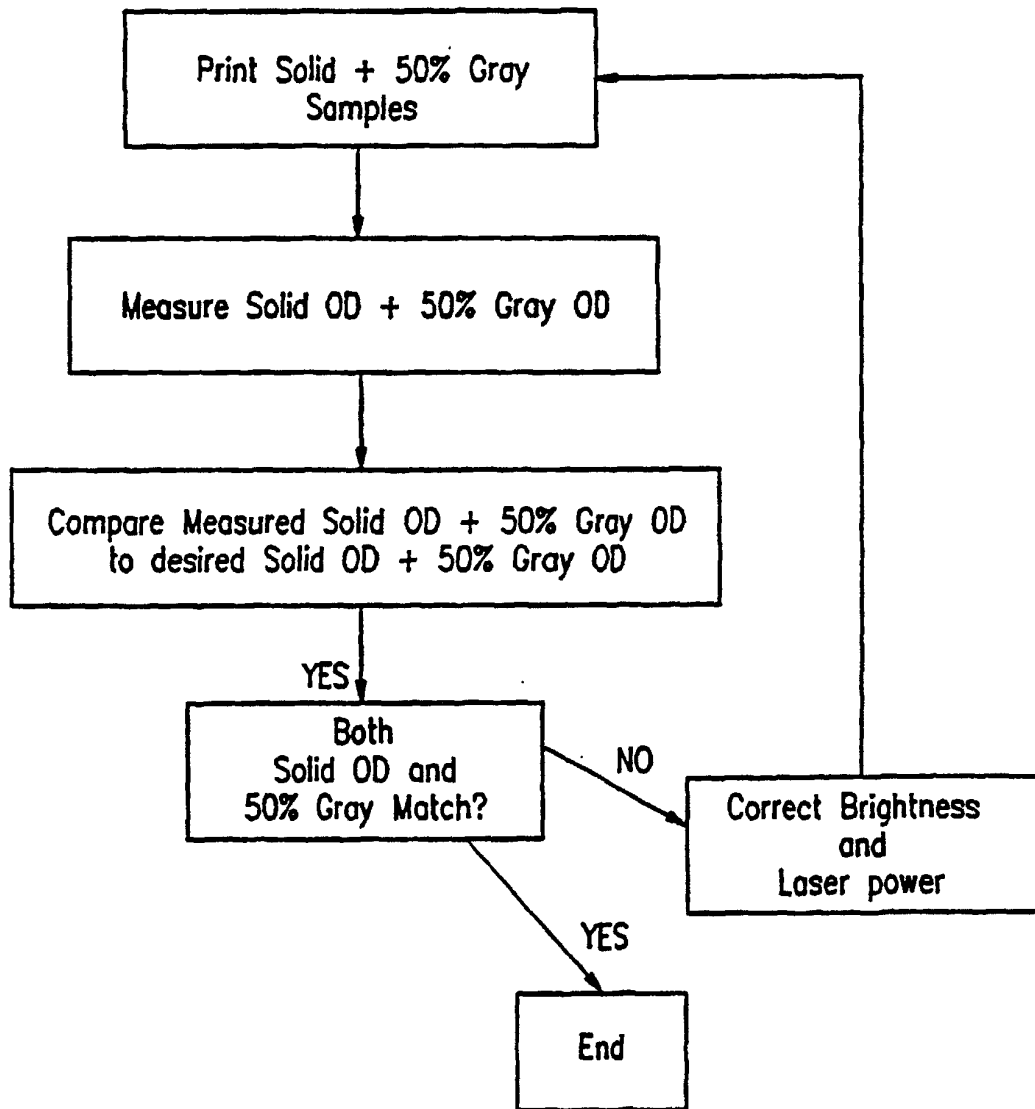 Print Solid + 50% Gray
Samples
Measure Solid OD + 50% Gray OD
Compare Measured Solid OD + 50% Gray OD
to desired Solid OD + 50% Gray OD
YES
Both
Solid OD and
50% Gray Match?
NO
Correct Brightness
and
Laser power
YES
End